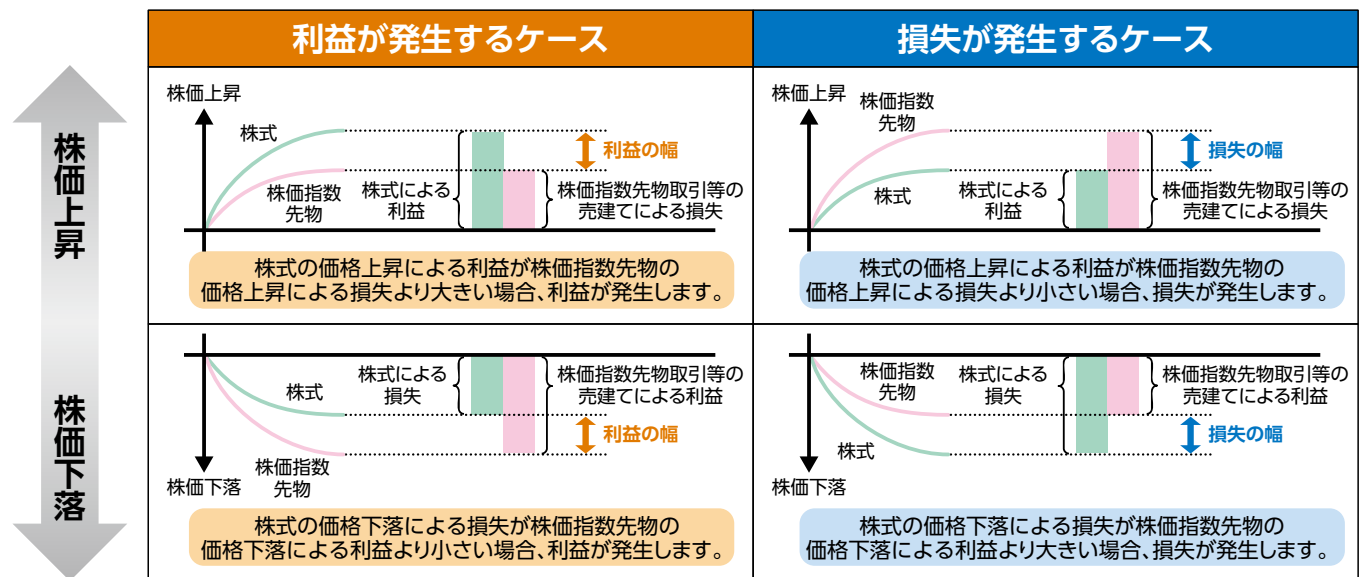 利益が発生するケース
損失が発生するケース
株価上昇
株価上昇
株式
株価指数
先物
株式による
利益
利益の幅
株価指数先物取引等の
売建てによる損失
株式の価格上昇による利益が株価指数先物の
価格上昇による損失より大きい場合、利益が発生します。
株価上昇
株価指数
先物
株式
株式による
利益
損失の幅
株価指数先物取引等の
売建てによる損失
株式の価格上昇による利益が株価指数先物の
価格上昇による損失より小さい場合、損失が発生します。
株価下落
株式
株式による
損失
株価指数先物取引等の
売建てによる利益
利益の幅
株価指数
先物
株価下落
株式の価格下落による損失が株価指数先物の
価格下落による利益より小さい場合、利益が発生します。
株価指数
先物
株式による
損失
株価指数先物取引等の
売建てによる利益
損失の幅
株式
株価下落
株式の価格下落による損失が株価指数先物の
価格下落による利益より大きい場合、損失が発生します。